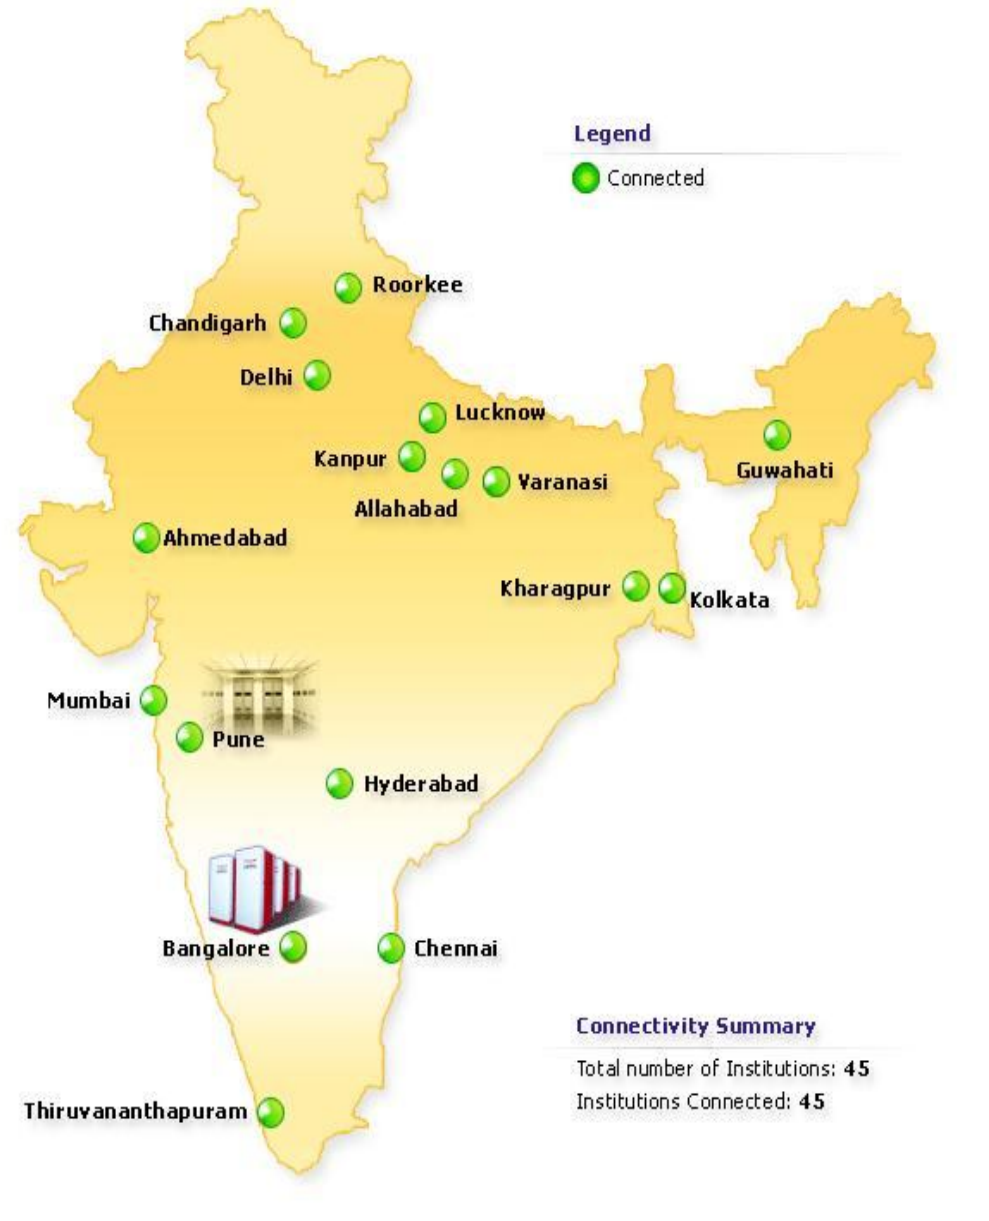 Legend
Connected
Roorkee
Chandigarh
Delhi
Lucknow
Kanpur
Varanasi
Guwahati
Allahabad
Ahmedabad
Kharagpur
Kolkata
Mumbai
Pune
Hyderabad
Bangalore
Chennai
Connectivity Summary
Total number of Institutions: 45
Institutions Connected: 45
Thiruvananthapuram